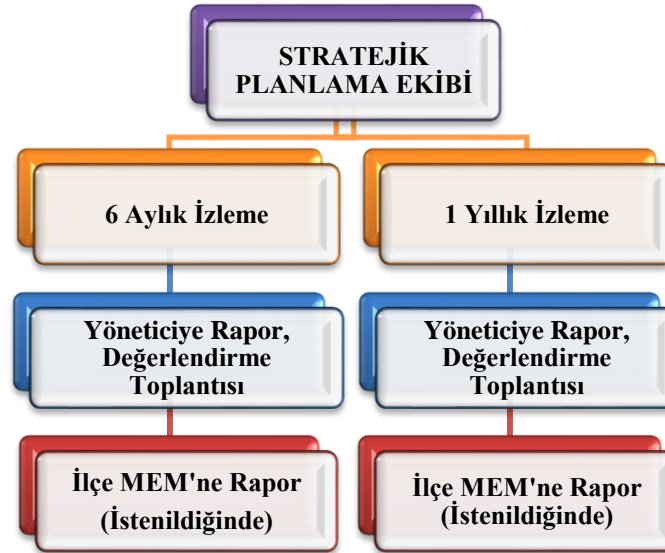 STRATEJİK
PLANLAMA EKİBİ
6 Aylık İzleme
1 Yıllık İzleme
Yöneticiye Rapor,
Değerlendirme
Toplantısı
Yöneticiye Rapor,
Değerlendirme
Toplantısı
İlçe MEM'ne Rapor
(İstenildiğinde)
İlçe MEM'ne Rapor
(İstenildiğinde)